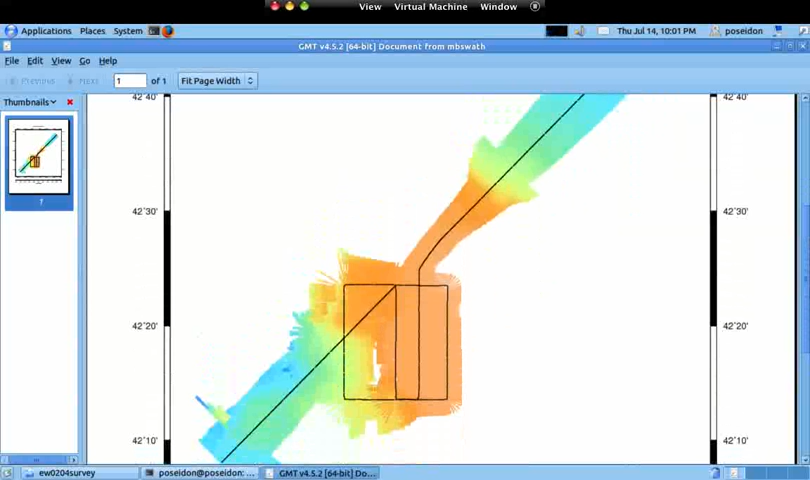 View Virtual Machine Window
Applications Places System Thu Jul 14, 10:01 PM poseidon
GMT v4.5.2 [64-bit] Document from mbswath
File Edit View Go Help
Previous Next 1 of 1 Fit Page Width
Thumbnails
1
42°40' 42°40'
42°30' 42°30'
42°20' 42°20'
42°10' 42°10'
ew0204survey poseidon@poseidon: ... GMT v4.5.2 [64-bit] Do...